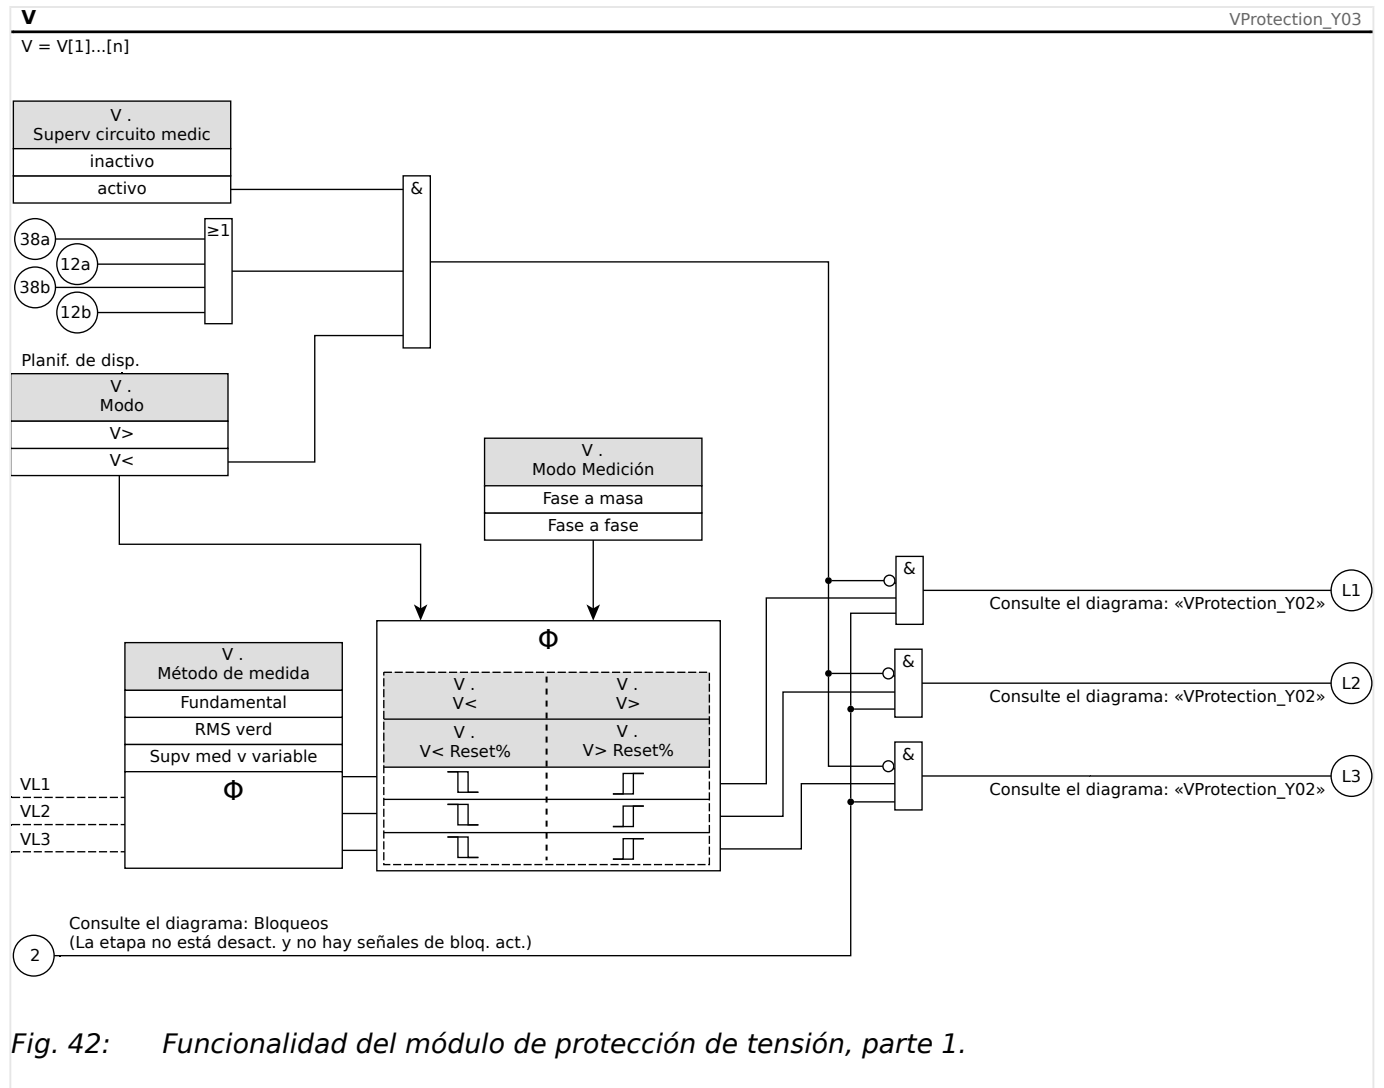 V
VProtection_Y03
V = V[1]...[n]
V .
Superv circuito medic
inactivo
activo
&
38a
12a
38b
12b
≥1
Planif. de disp.
V .
Modo
V>
V<
V .
Modo Medición
Fase a masa
Fase a fase
&
L1
Consulte el diagrama: «VProtection_Y02»
&
L2
Consulte el diagrama: «VProtection_Y02»
&
L3
Consulte el diagrama: «VProtection_Y02»
V .
Método de medida
Fundamental
RMS verd
Supv med v variable
Φ
VL1
VL2
VL3
Φ
V .
V<
V .
V>
V .
V< Reset%
V .
V> Reset%
Consulte el diagrama: Bloqueos
(La etapa no está desact. y no hay señales de bloq. act.)
2
Fig. 42: Funcionalidad del módulo de protección de tensión, parte 1.